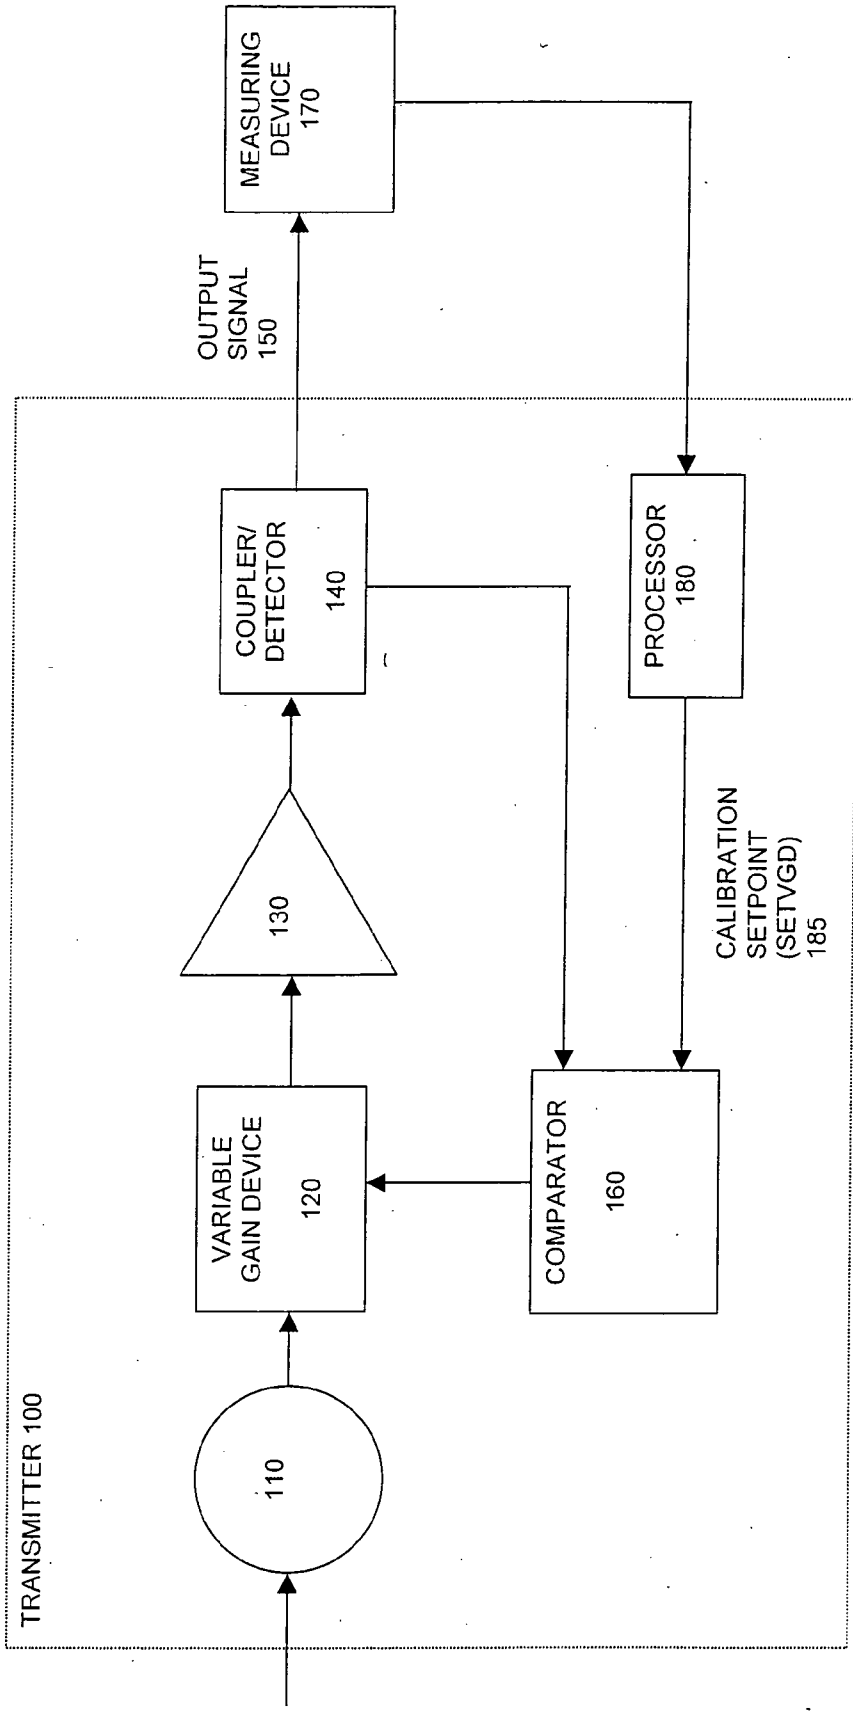 TRANSMITTER 100
110
VARIABLE
GAIN DEVICE
120
130
COUPLER/
DETECTOR
140
OUTPUT
SIGNAL
150
MEASURING
DEVICE
170
COMPARATOR
160
CALIBRATION
SETPOINT
(SETVGD)
185
PROCESSOR
180